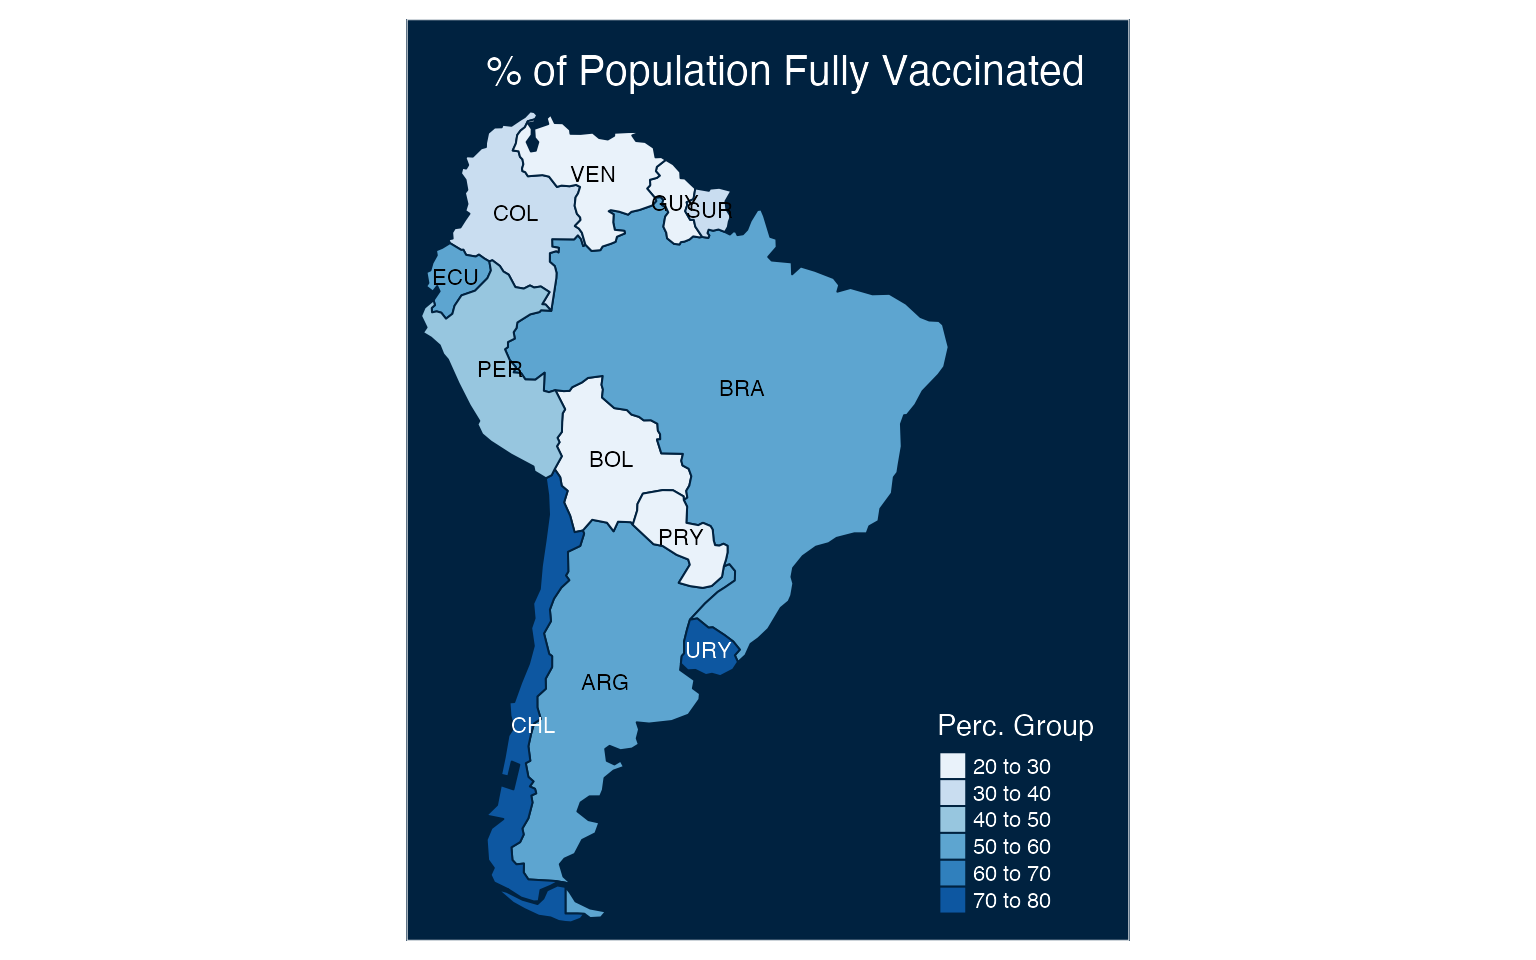 % of Population Fully Vaccinated
VEN
GUY
SUR
COL
ECU
PER
BRA
BOL
PRY
URY
ARG
CHL
Perc. Group
20 to 30
30 to 40
40 to 50
50 to 60
60 to 70
70 to 80